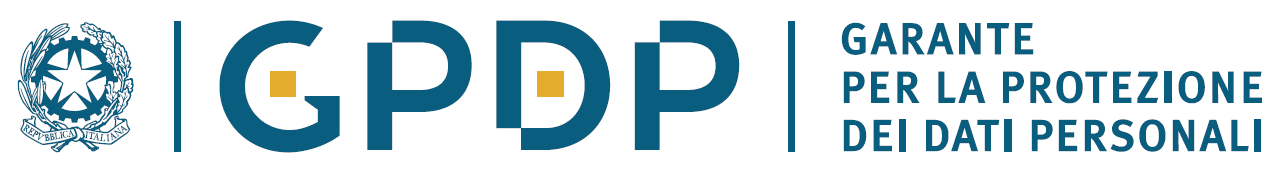 REPVBBLICA ITALIANA
GPDP
GARANTE
PER LA PROTEZIONE
DEI DATI PERSONALI